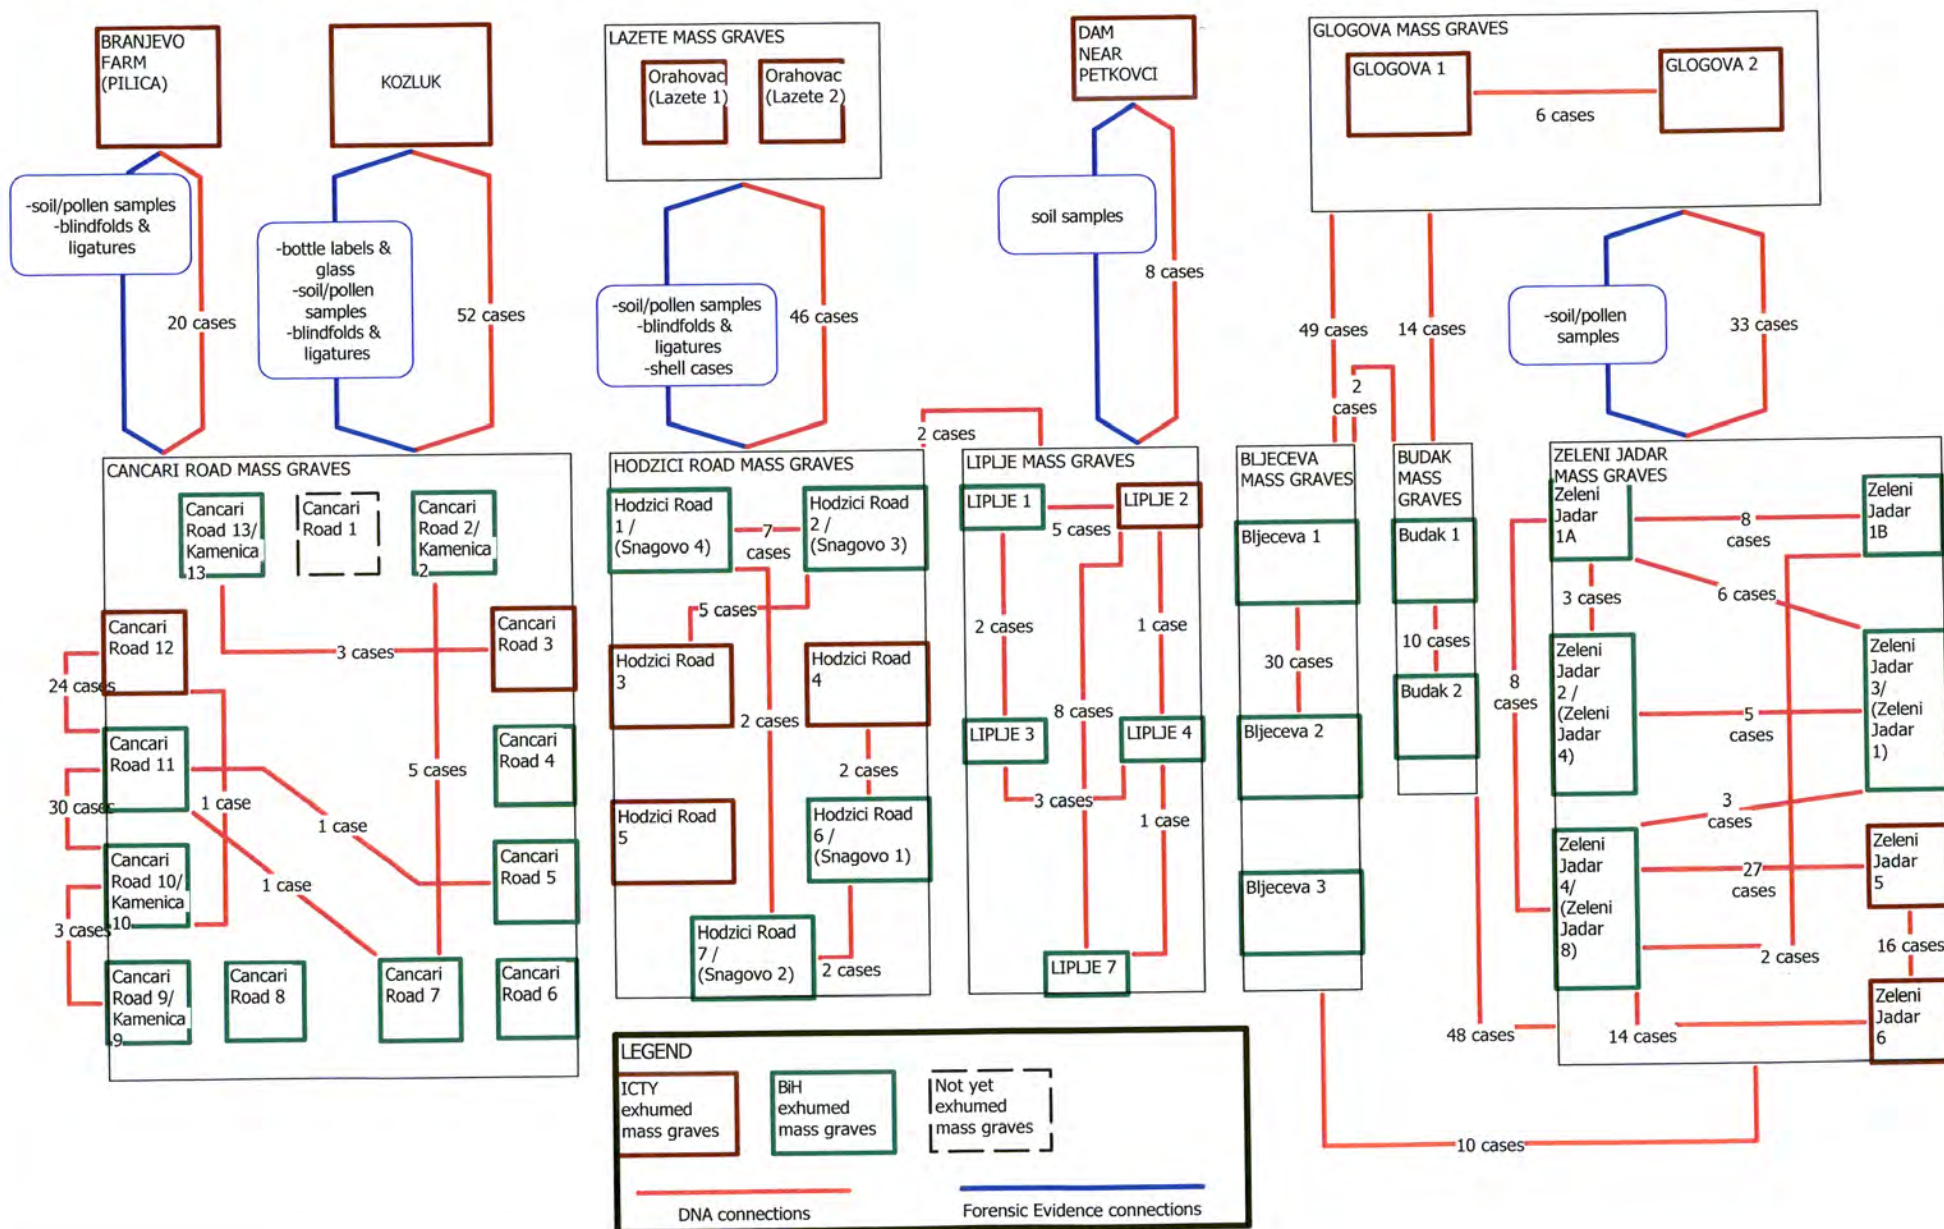 BRANJEVO
FARM
(PILICA)
KOZLUK
LAZETE MASS GRAVES
Orahovac
(Lazete 1)
Orahovac
(Lazete 2)
DAM
NEAR
PETKOVCI
GLOGOVA MASS GRAVES
GLOGOVA 1
GLOGOVA 2
6 cases
-soil/pollen samples
-blindfolds &
ligatures
20 cases
-bottle labels &
glass
-soil/pollen
samples
-blindfolds &
ligatures
52 cases
-soil/pollen samples
-blindfolds &
ligatures
-shell cases
46 cases
soil samples
8 cases
49 cases
14 cases
2
cases
-soil/pollen
samples
33 cases
2 cases
CANCARI ROAD MASS GRAVES
Cancari
Road 13/
Kamenica
13
Cancari
Road 1
Cancari
Road 2/
Kamenica
2
Cancari
Road 12
Cancari
Road 3
3 cases
24 cases
Cancari
Road 11
Cancari
Road 4
5 cases
30 cases
1 case
1 case
Cancari
Road 10/
Kamenica
10
1 case
Cancari
Road 5
3 cases
Cancari
Road 9/
Kamenica
9
Cancari
Road 8
Cancari
Road 7
Cancari
Road 6
HODZICI ROAD MASS GRAVES
Hodzici Road
1 /
(Snagovo 4)
7
cases
Hodzici Road
2 /
(Snagovo 3)
5 cases
Hodzici Road
3
Hodzici Road
4
2 cases
2 cases
Hodzici Road
5
Hodzici Road
6 /
(Snagovo 1)
Hodzici Road
7 /
(Snagovo 2)
2 cases
LIPLJE MASS GRAVES
LIPLJE 1
LIPLJE 2
5 cases
2 cases
1 case
8 cases
LIPLJE 3
LIPLJE 4
3 cases
1 case
LIPLJE 7
BLJECEVA
MASS GRAVES
Bljeceva 1
30 cases
Bljeceva 2
Bljeceva 3
BUDAK
MASS
GRAVES
Budak 1
10 cases
Budak 2
ZELENI JADAR
MASS GRAVES
Zeleni
Jadar
1A
8
cases
Zeleni
Jadar
1B
3 cases
6 cases
Zeleni
Jadar
2 /
(Zeleni
Jadar
4)
Zeleni
Jadar
3/
(Zeleni
Jadar
1)
8
cases
5
cases
3
cases
Zeleni
Jadar
4/
(Zeleni
Jadar
8)
27
cases
Zeleni
Jadar
5
2 cases
16 cases
14 cases
Zeleni
Jadar
6
48 cases
10 cases
LEGEND
ICTY
exhumed
mass graves
BiH
exhumed
mass graves
Not yet
exhumed
mass graves
DNA connections
Forensic Evidence connections